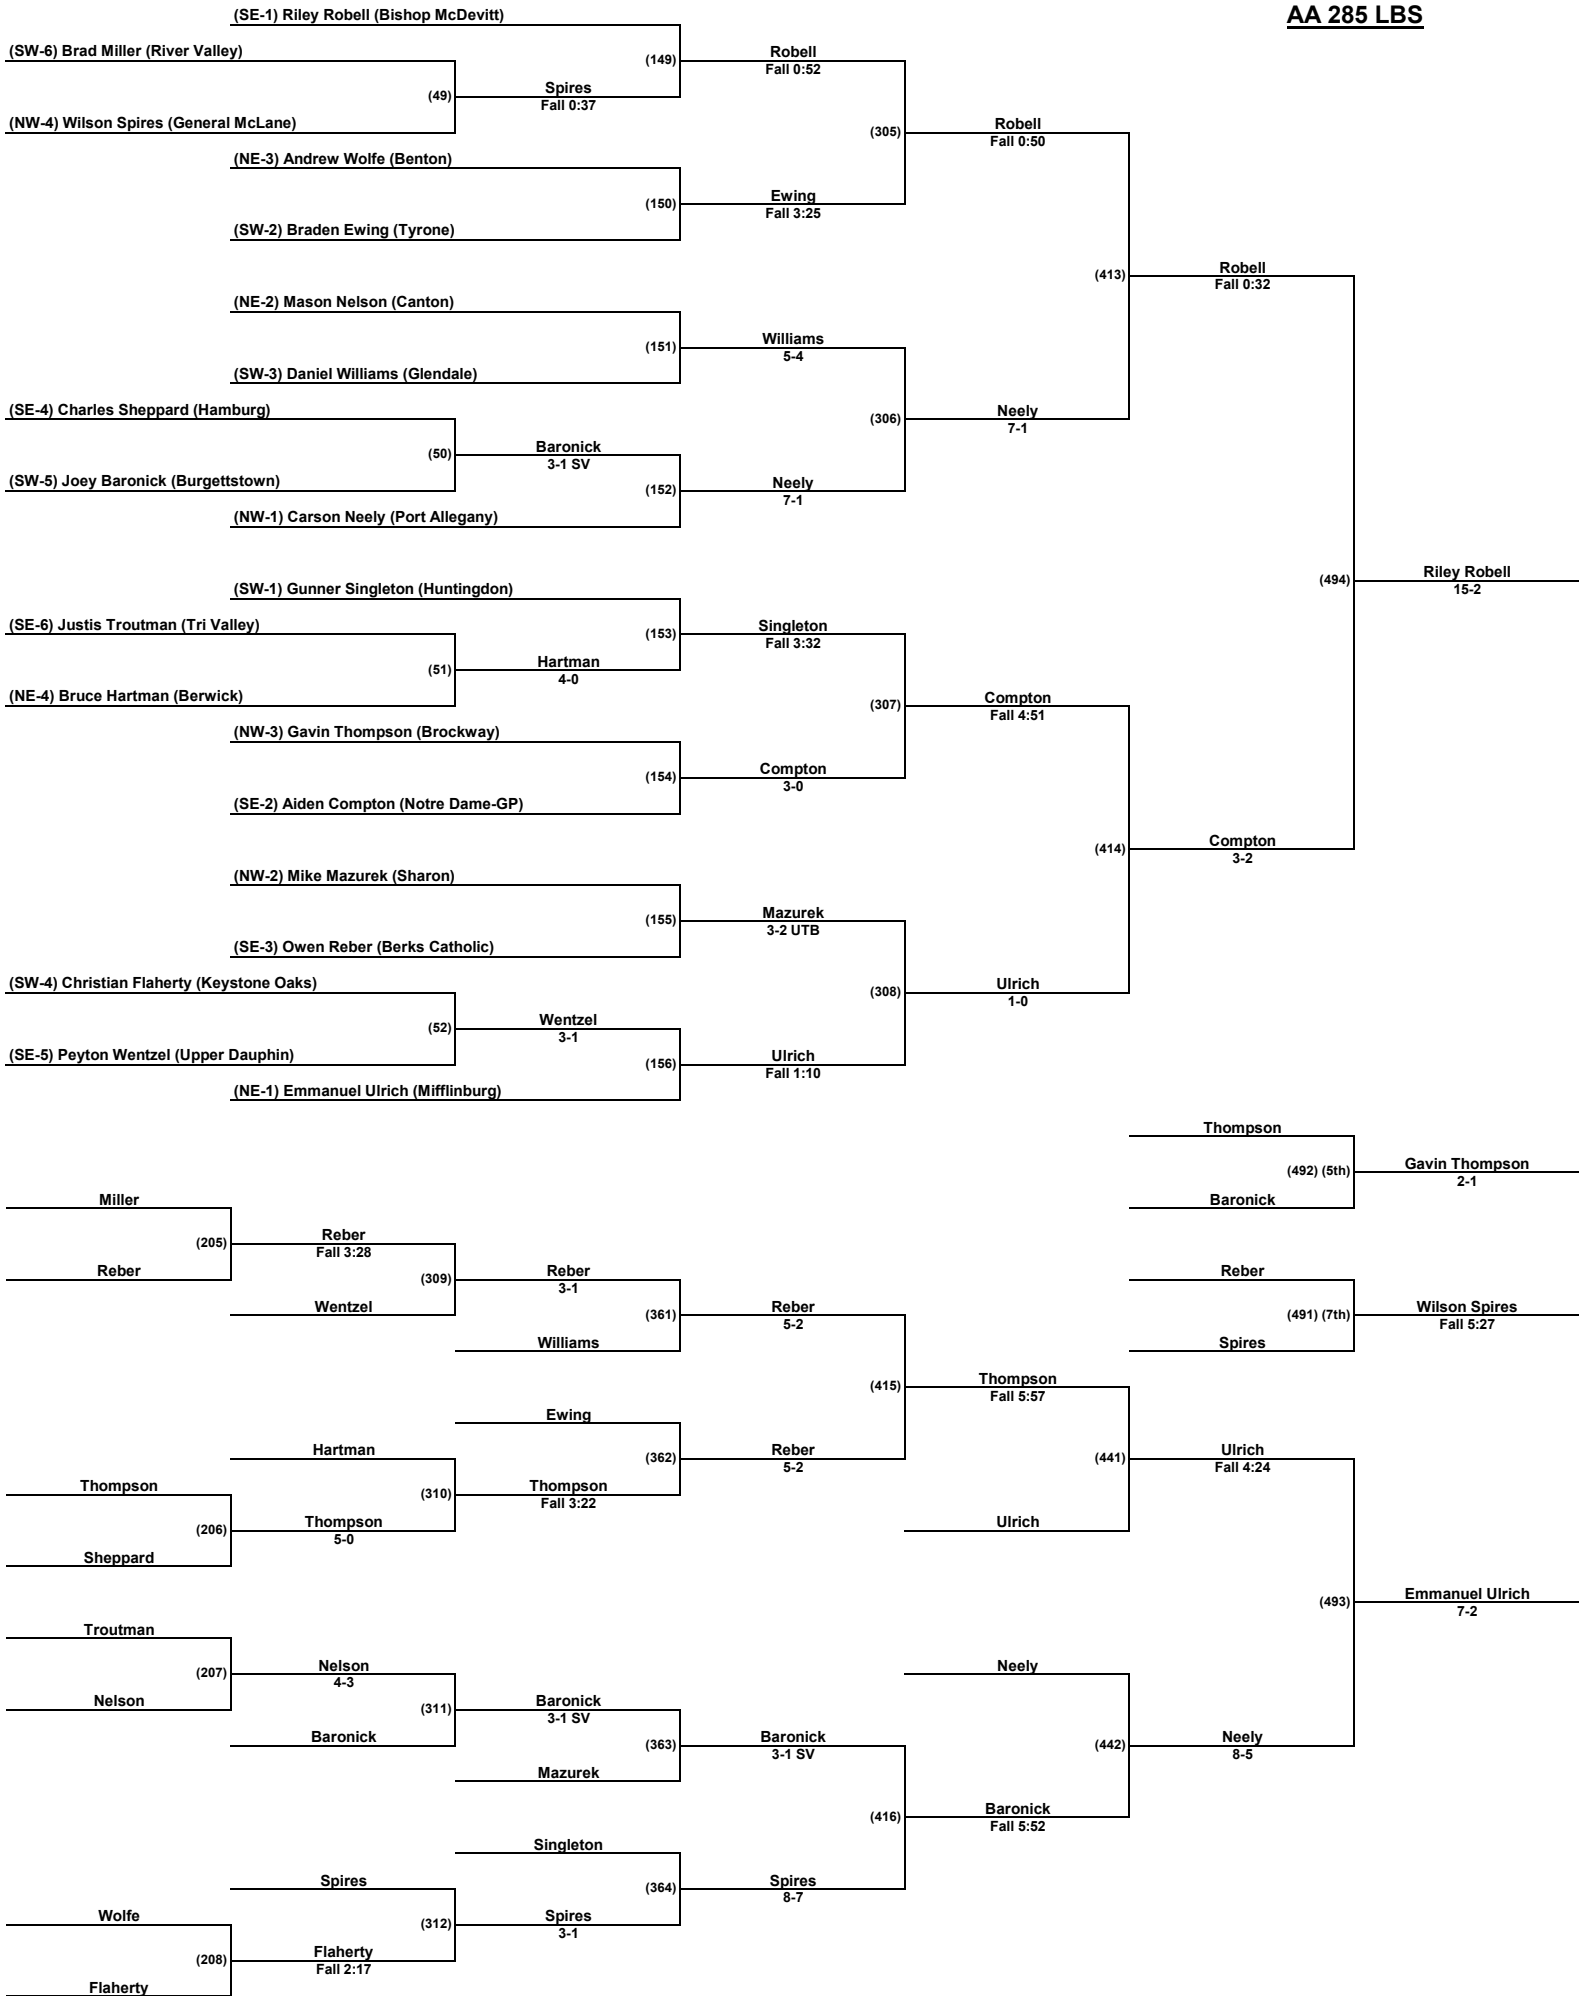 AA 285 LBS
(SE-1) Riley Robell (Bishop McDevitt)
(SW-6) Brad Miller (River Valley)
(149)
Robell
Fall 0:52
(49)
Spires
Fall 0:37
(NW-4) Wilson Spires (General McLane)
(305)
Robell
Fall 0:50
(NE-3) Andrew Wolfe (Benton)
(150)
Ewing
Fall 3:25
(SW-2) Braden Ewing (Tyrone)
(413)
Robell
Fall 0:32
(NE-2) Mason Nelson (Canton)
(151)
Williams
5-4
(SW-3) Daniel Williams (Glendale)
(SE-4) Charles Sheppard (Hamburg)
(306)
Neely
7-1
(50)
Baronick
3-1 SV
(SW-5) Joey Baronick (Burgettstown)
(152)
Neely
7-1
(NW-1) Carson Neely (Port Allegany)
(494)
Riley Robell
15-2
(SW-1) Gunner Singleton (Huntingdon)
(SE-6) Justis Troutman (Tri Valley)
(153)
Singleton
Fall 3:32
(51)
Hartman
4-0
(NE-4) Bruce Hartman (Berwick)
(307)
Compton
Fall 4:51
(NW-3) Gavin Thompson (Brockway)
(154)
Compton
3-0
(SE-2) Aiden Compton (Notre Dame-GP)
(414)
Compton
3-2
(NW-2) Mike Mazurek (Sharon)
(155)
Mazurek
3-2 UTB
(SE-3) Owen Reber (Berks Catholic)
(SW-4) Christian Flaherty (Keystone Oaks)
(308)
Ulrich
1-0
(52)
Wentzel
3-1
(SE-5) Peyton Wentzel (Upper Dauphin)
(156)
Ulrich
Fall 1:10
(NE-1) Emmanuel Ulrich (Mifflinburg)
Thompson
(492) (5th)
Gavin Thompson
2-1
Baronick
Miller
(205)
Reber
Fall 3:28
Reber
(309)
Reber
3-1
Wentzel
(361)
Reber
5-2
Williams
Reber
(491) (7th)
Wilson Spires
Fall 5:27
Spires
(415)
Thompson
Fall 5:57
Ewing
Hartman
(362)
Reber
5-2
(441)
Ulrich
Fall 4:24
Thompson
(310)
Thompson
Fall 3:22
(206)
Thompson
5-0
Sheppard
Ulrich
(493)
Emmanuel Ulrich
7-2
Troutman
(207)
Nelson
4-3
Nelson
(311)
Baronick
3-1 SV
Baronick
(363)
Baronick
3-1 SV
Mazurek
Neely
(442)
Neely
8-5
(416)
Baronick
Fall 5:52
Singleton
Spires
(364)
Spires
8-7
Wolfe
(312)
Spires
3-1
(208)
Flaherty
Fall 2:17
Flaherty